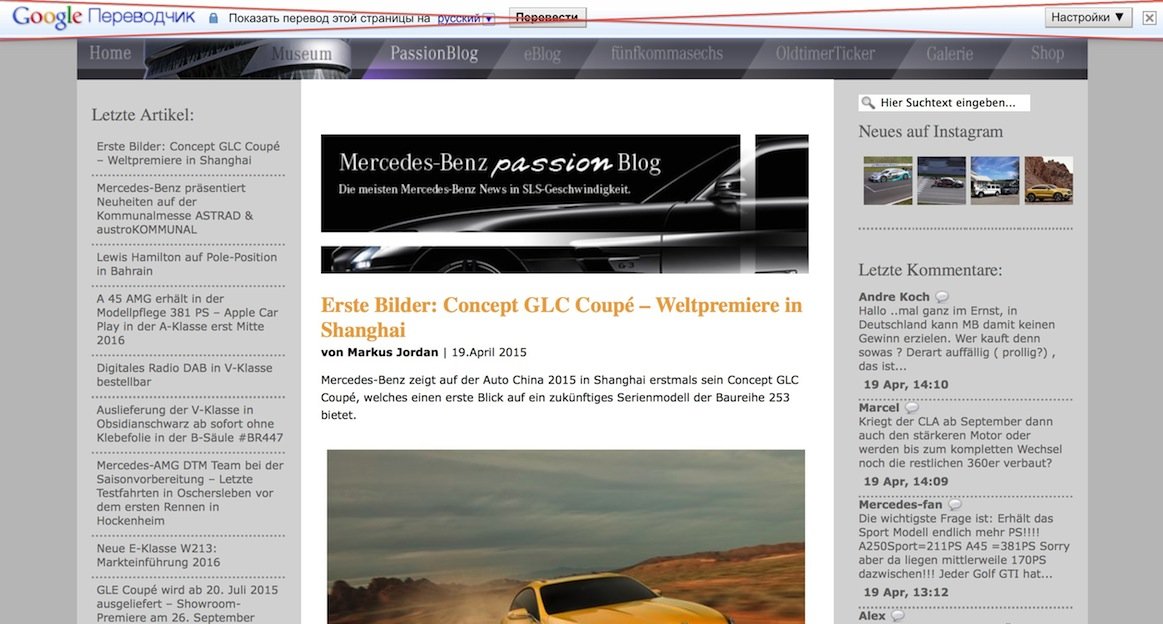 Google Переводчик Показать перевод этой страницы на русский Перевести Настройки ▼
Home Museum PassionBlog eBlog fünfkommasechs OldtimerTicker Galerie Shop
Letzte Artikel:
Erste Bilder: Concept GLC Coupé
– Weltpremiere in Shanghai
Mercedes-Benz präsentiert
Neuheiten auf der
Kommunalmesse ASTRAD &
austroKOMMUNAL
Lewis Hamilton auf Pole-Position
in Bahrain
A 45 AMG erhält in der
Modellpflege 381 PS – Apple Car
Play in der A-Klasse erst Mitte
2016
Digitales Radio DAB in V-Klasse
bestellbar
Auslieferung der V-Klasse in
Obsidianschwarz ab sofort ohne
Klebefolie in der B-Säule #BR447
Mercedes-AMG DTM Team bei der
Saisonvorbereitung – Letzte
Testfahrten in Oschersleben vor
dem ersten Rennen in
Hockenheim
Neue E-Klasse W213:
Markteinführung 2016
GLE Coupé wird ab 20. Juli 2015
ausgeliefert – Showroom-
Premiere am 26. September
Mercedes-Benz passion Blog
Die meisten Mercedes-Benz News in SLS-Geschwindigkeit.
Erste Bilder: Concept GLC Coupé – Weltpremiere in
Shanghai
von Markus Jordan | 19.April 2015
Mercedes-Benz zeigt auf der Auto China 2015 in Shanghai erstmals sein Concept GLC
Coupé, welches einen erste Blick auf ein zukünftiges Serienmodell der Baureihe 253
bietet.
Hier Suchtext eingeben...
Neues auf Instagram
Letzte Kommentare:
Andre Koch
Hallo ..mal ganz im Ernst, in
Deutschland kann MB damit keinen
Gewinn erzielen. Wer kauft denn
sowas ? Derart auffällig ( prollig?) ,
das ist...
19 Apr, 14:10
Marcel
Kriegt der CLA ab September dann
auch den stärkeren Motor oder
werden bis zum kompletten Wechsel
noch die restlichen 360er verbaut?
19 Apr, 14:09
Mercedes-fan
Die wichtigste Frage ist: Erhält das
Sport Modell endlich mehr PS!!!!
A250Sport=211PS A45 =381PS Sorry
aber da liegen mittlerweile 170PS
dazwischen!!! Jeder Golf GTI hat...
19 Apr, 13:12
Alex